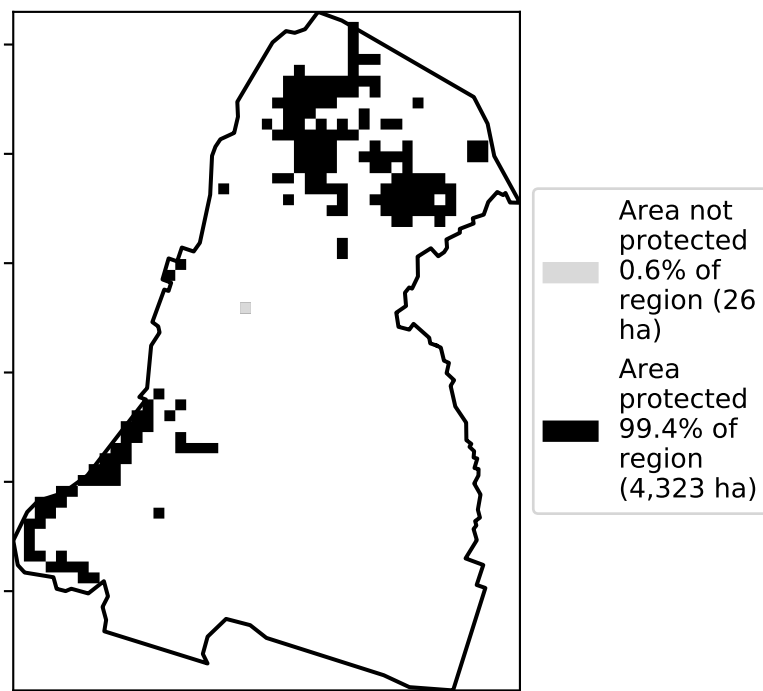 Area not
protected
0.6% of
region (26
ha)
Area
protected
99.4% of
region
(4,323 ha)